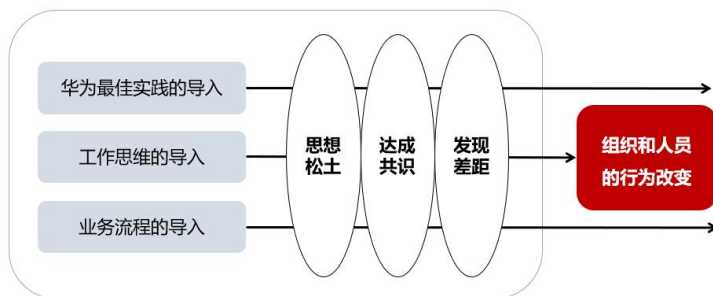 华为最佳实践的导入
工作思维的导入
业务流程的导入
思想
松土
达成
共识
发现
差距
组织和人员
的行为改变